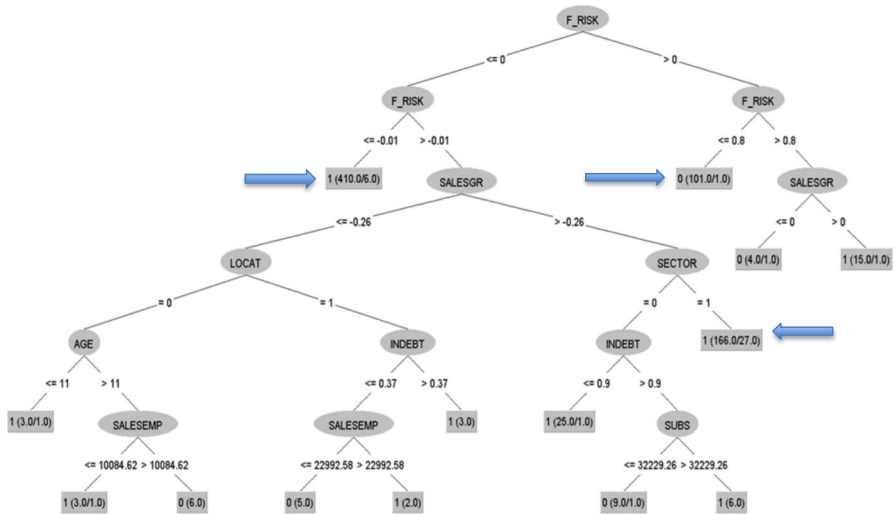 F_RISK
<= 0 > 0
F_RISK F_RISK
<= -0.01 > -0.01 <= 0.8 > 0.8
1 (410.0/6.0) SALESGR 0 (101.0/1.0) SALESGR
<= -0.26 > -0.26 <= 0 > 0
LOCAT SECTOR 0 (4.0/1.0) 1 (15.0/1.0)
= 0 = 1 = 0 = 1
AGE INDEBT INDEBT 1 (166.0/27.0)
<= 11 > 11 <= 0.37 > 0.37 <= 0.9 > 0.9
1 (3.0/1.0) SALESEMP SALESEMP 1 (3.0) 1 (25.0/1.0) SUBS
<= 10084.62 > 10084.62 <= 22992.58 > 22992.58 <= 32229.26 > 32229.26
1 (3.0/1.0) 0 (6.0) 0 (5.0) 1 (2.0) 0 (9.0/1.0) 1 (6.0)